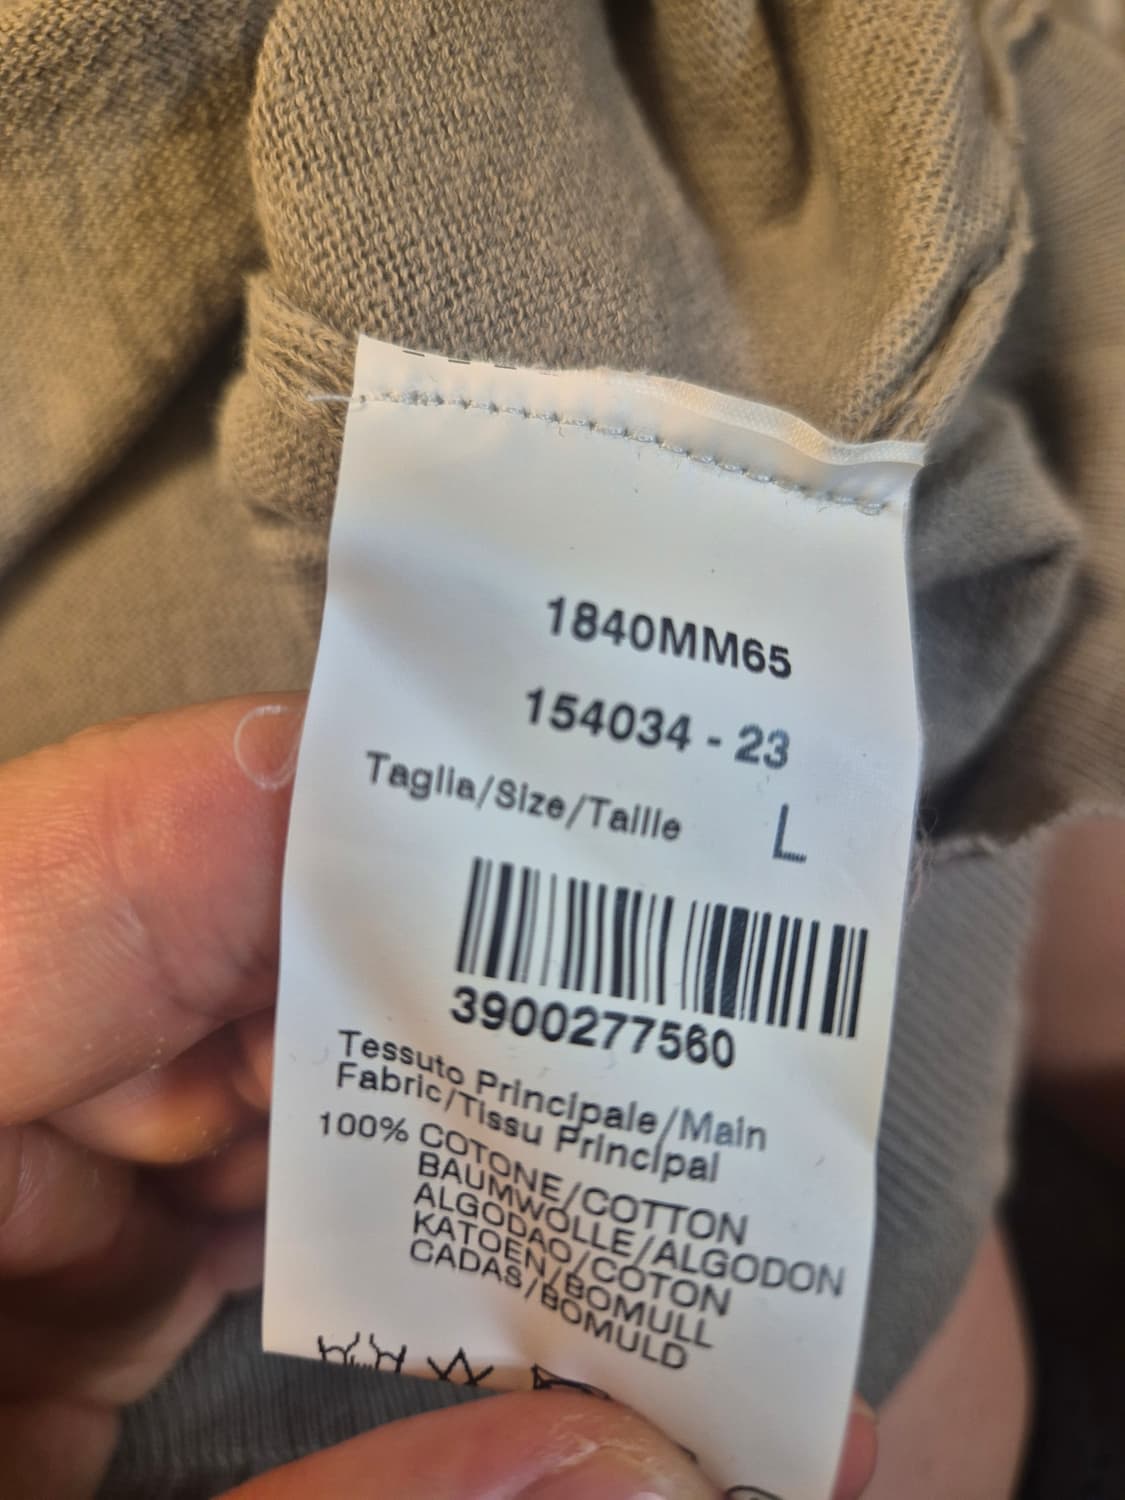 1840MM65
154034 - 23
Taglia/Size/Taille L
3900277560
Tessuto Principale/Main
Fabric/Tissu Principal
100% COTONE/COTTON
BAUMWOLLE/ALGODON
ALGODAO/COTON
KATOEN/BOMULL
CADAS/BOMULD